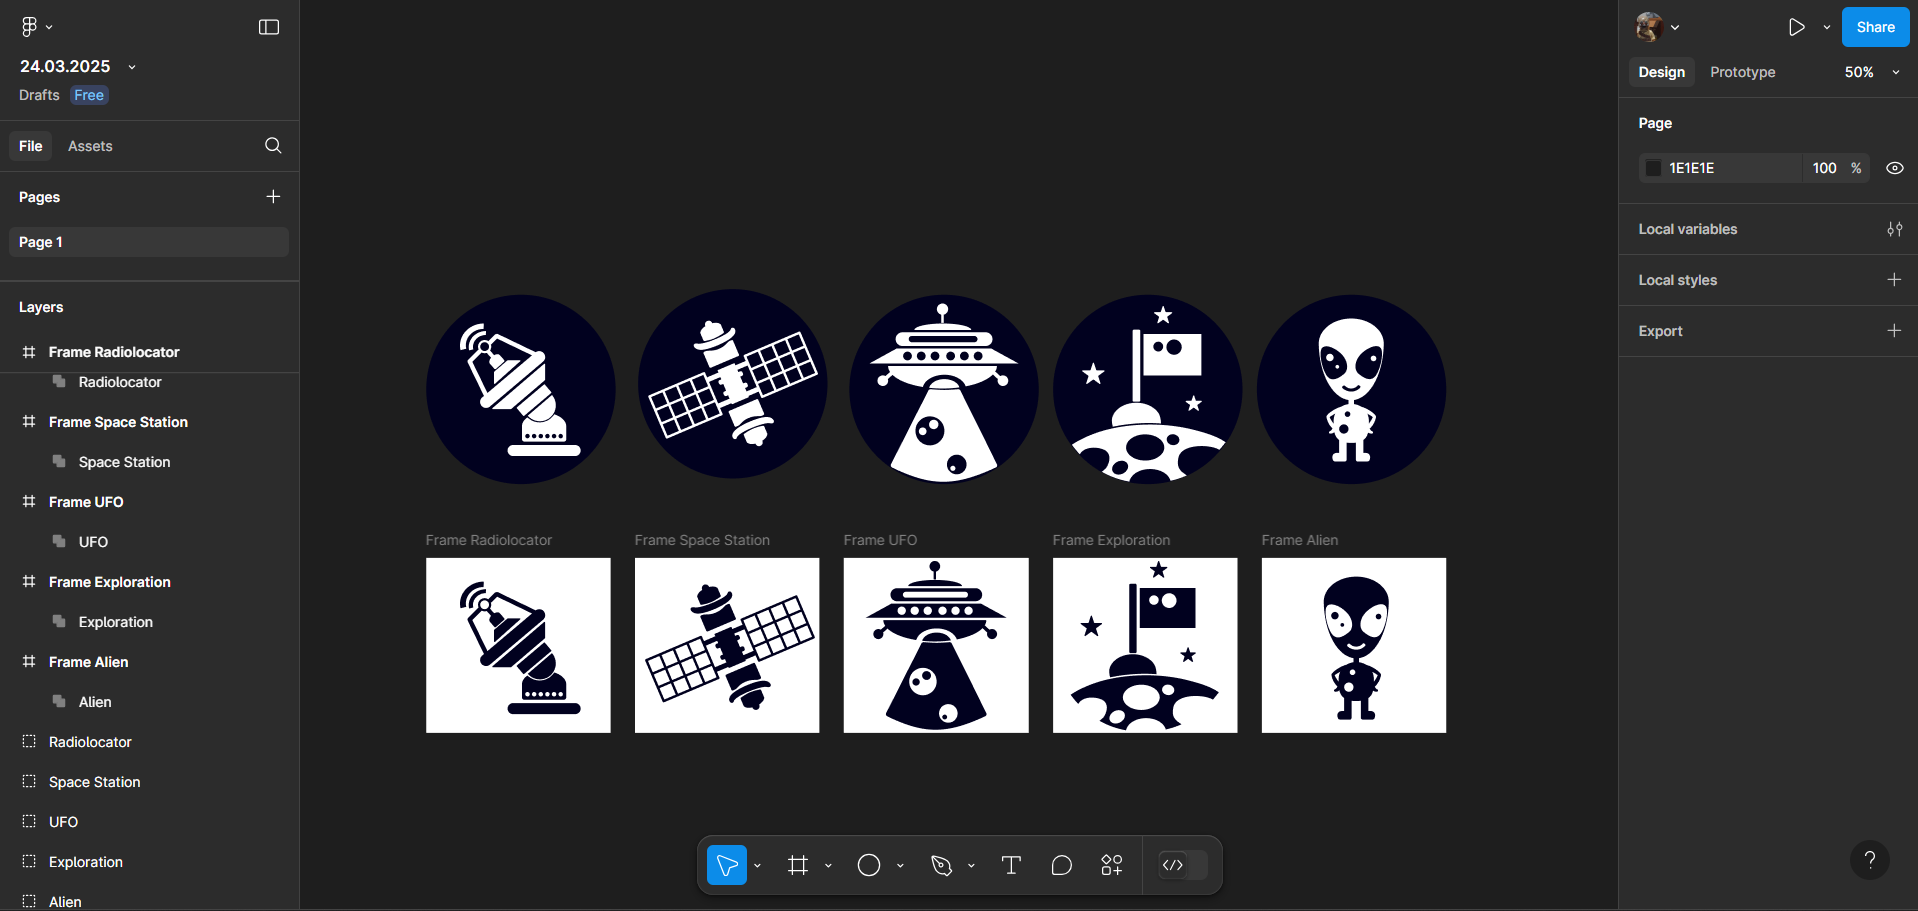 24.03.2025
Drafts Free
File Assets
Pages
Page 1
Layers
Frame Radiolocator
Radiolocator
Frame Space Station
Space Station
Frame UFO
UFO
Frame Exploration
Exploration
Frame Alien
Alien
Radiolocator
Space Station
UFO
Exploration
Alien
Frame Radiolocator Frame Space Station Frame UFO Frame Exploration Frame Alien
Share
Design Prototype 50%
Page
1E1E1E 100 %
Local variables
Local styles
Export
?